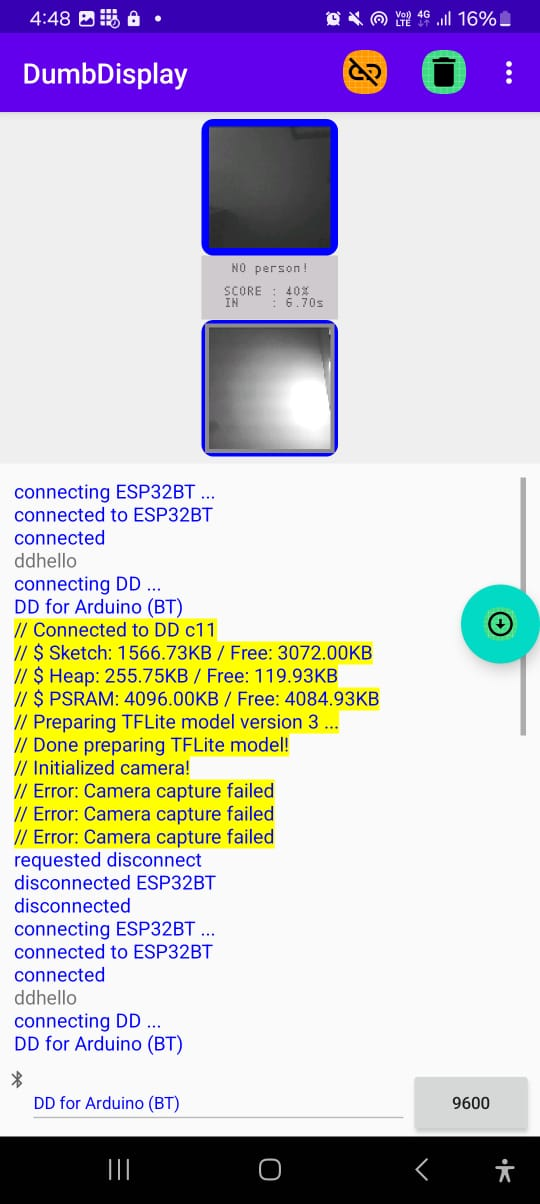 4:48
Vo))
LTE
4G
16%
DumbDisplay
NO person!
SCORE : 40%
IN : 6.70s
connecting ESP32BT ...
connected to ESP32BT
connected
ddhello
connecting DD ...
DD for Arduino (BT)
// Connected to DD c11
// $ Sketch: 1566.73KB / Free: 3072.00KB
// $ Heap: 255.75KB / Free: 119.93KB
// $ PSRAM: 4096.00KB / Free: 4084.93KB
// Preparing TFLite model version 3 ...
// Done preparing TFLite model!
// Initialized camera!
// Error: Camera capture failed
// Error: Camera capture failed
// Error: Camera capture failed
requested disconnect
disconnected ESP32BT
disconnected
connecting ESP32BT ...
connected to ESP32BT
connected
ddhello
connecting DD ...
DD for Arduino (BT)
DD for Arduino (BT)
9600